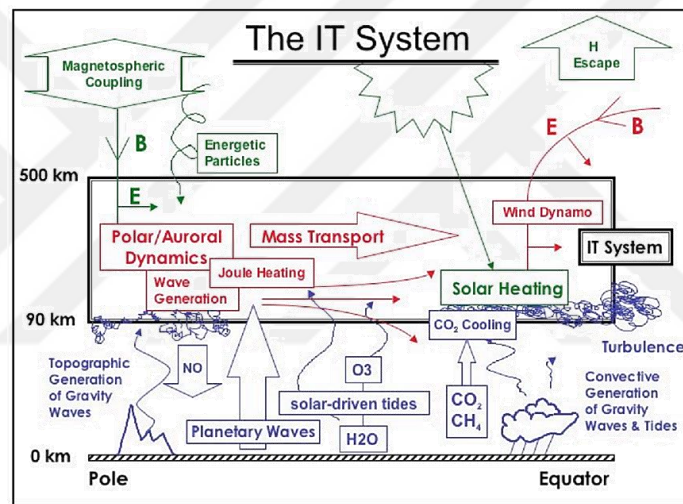 The IT System
Magnetospheric
Coupling
H
Escape
B
Energetic
Particles
E
B
500 km
E
Wind Dynamo
Polar/Auroral
Dynamics
Mass Transport
IT System
Joule Heating
Wave
Generation
Solar Heating
90 km
CO2 Cooling
Turbulence
Topographic
Generation
of Gravity
Waves
NO
O3
solar-driven tides
CO2
CH4
Convective
Generation
of Gravity
Waves & Tides
Planetary Waves
H2O
0 km
Pole
Equator